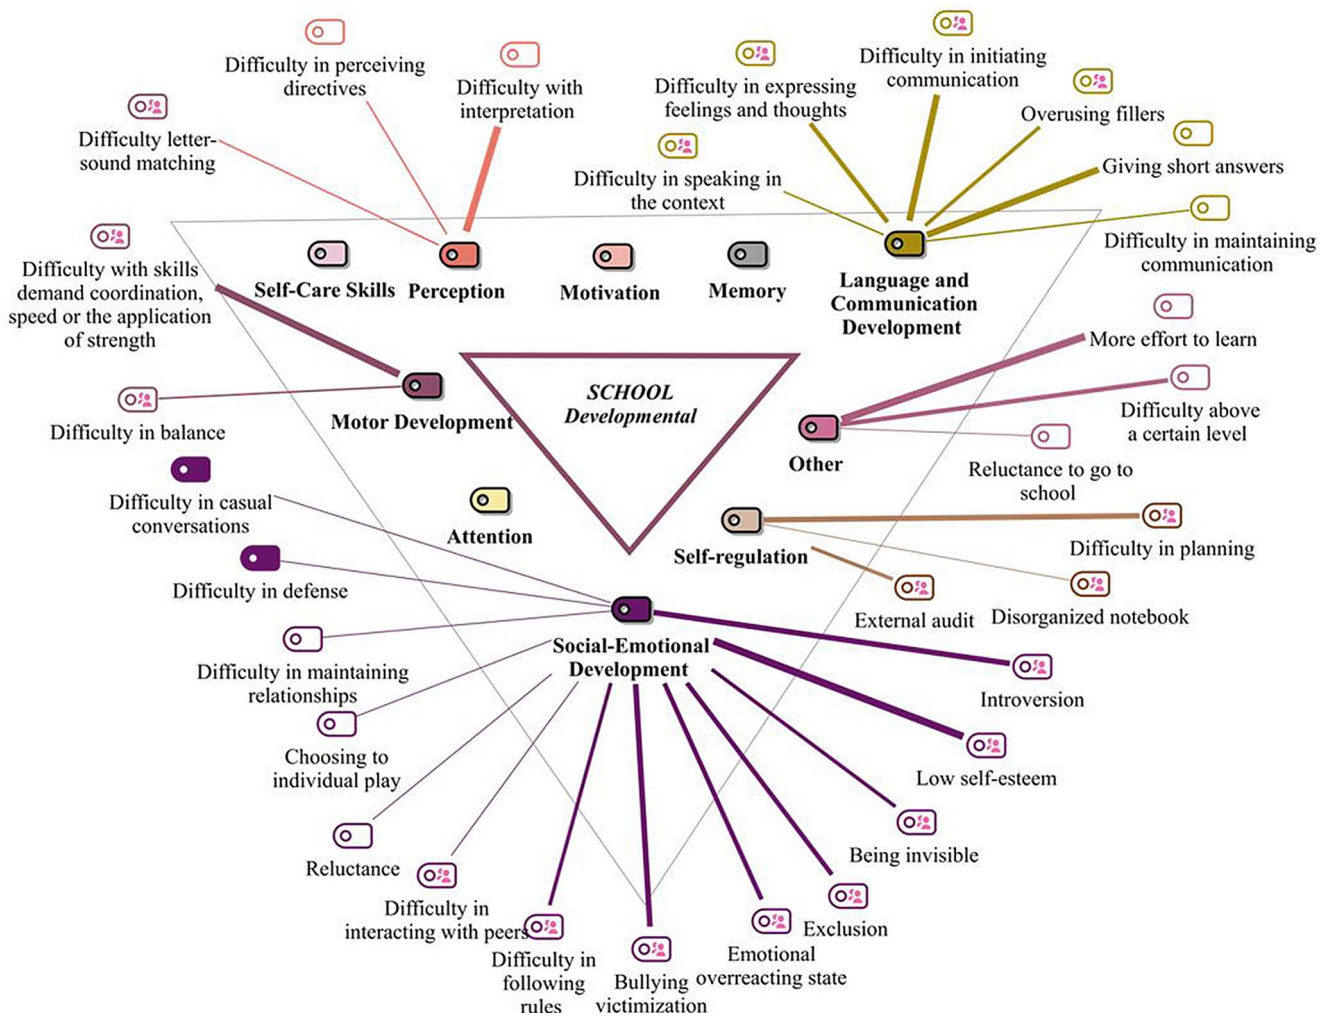 Difficulty in perceiving
directives
Difficulty with
interpretation
Difficulty in expressing
feelings and thoughts
Difficulty in initiating
communication
Overusing fillers
Difficulty letter-
sound matching
Difficulty in speaking in
the context
Giving short answers
Difficulty in maintaining
communication
Difficulty with skills
demand coordination,
speed or the application
of strength
Self-Care Skills
Perception
Motivation
Memory
Language and
Communication
Development
More effort to learn
SCHOOL
Developmental
Motor Development
Difficulty in balance
Difficulty above
a certain level
Other
Reluctance to go to
school
Difficulty in casual
conversations
Attention
Self-regulation
Difficulty in planning
Difficulty in defense
External audit
Disorganized notebook
Social-Emotional
Development
Difficulty in maintaining
relationships
Introversion
Choosing to
individual play
Low self-esteem
Reluctance
Being invisible
Difficulty in
interacting with peers
Exclusion
Difficulty in
following
rules
Bullying
victimization
Emotional
overreacting state